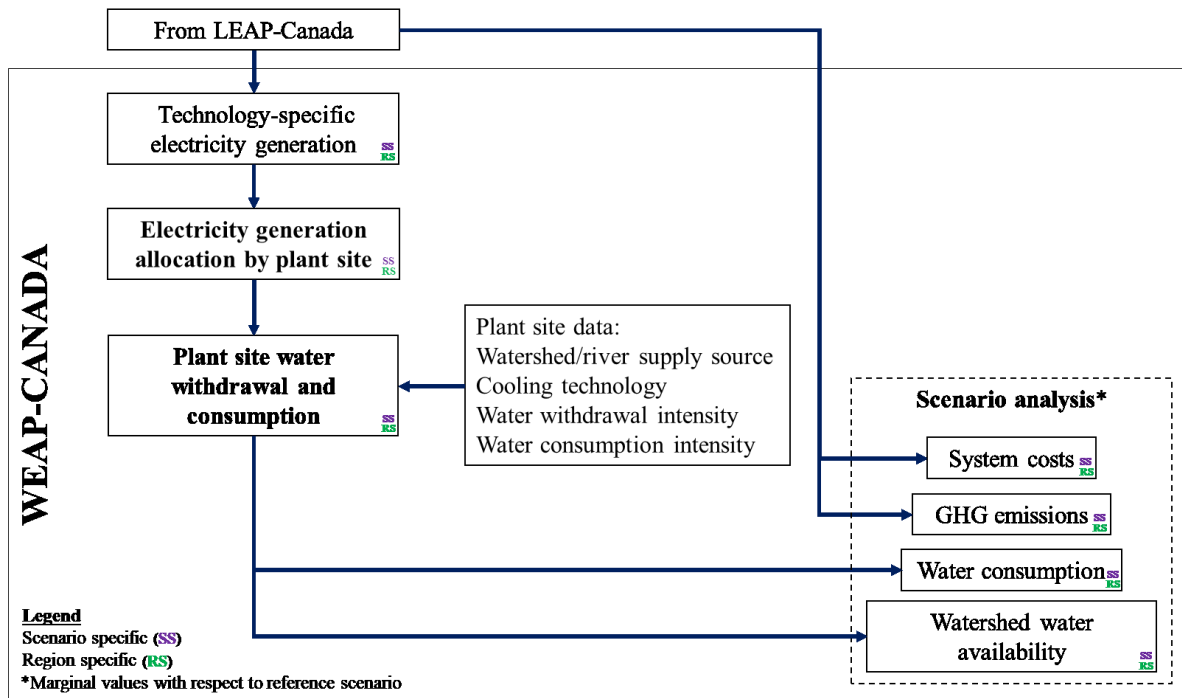 From LEAP-Canada
Technology-specific
electricity generation
SS
RS
Electricity generation
allocation by plant site
SS
RS
Plant site water
withdrawal and
consumption
SS
RS
Plant site data:
Watershed/river supply source
Cooling technology
Water withdrawal intensity
Water consumption intensity
WEAP-CANADA
Scenario analysis*
System costs
SS
RS
GHG emissions
SS
RS
Water consumption
SS
RS
Watershed water
availability
SS
RS
Legend
Scenario specific (SS)
Region specific (RS)
*Marginal values with respect to reference scenario